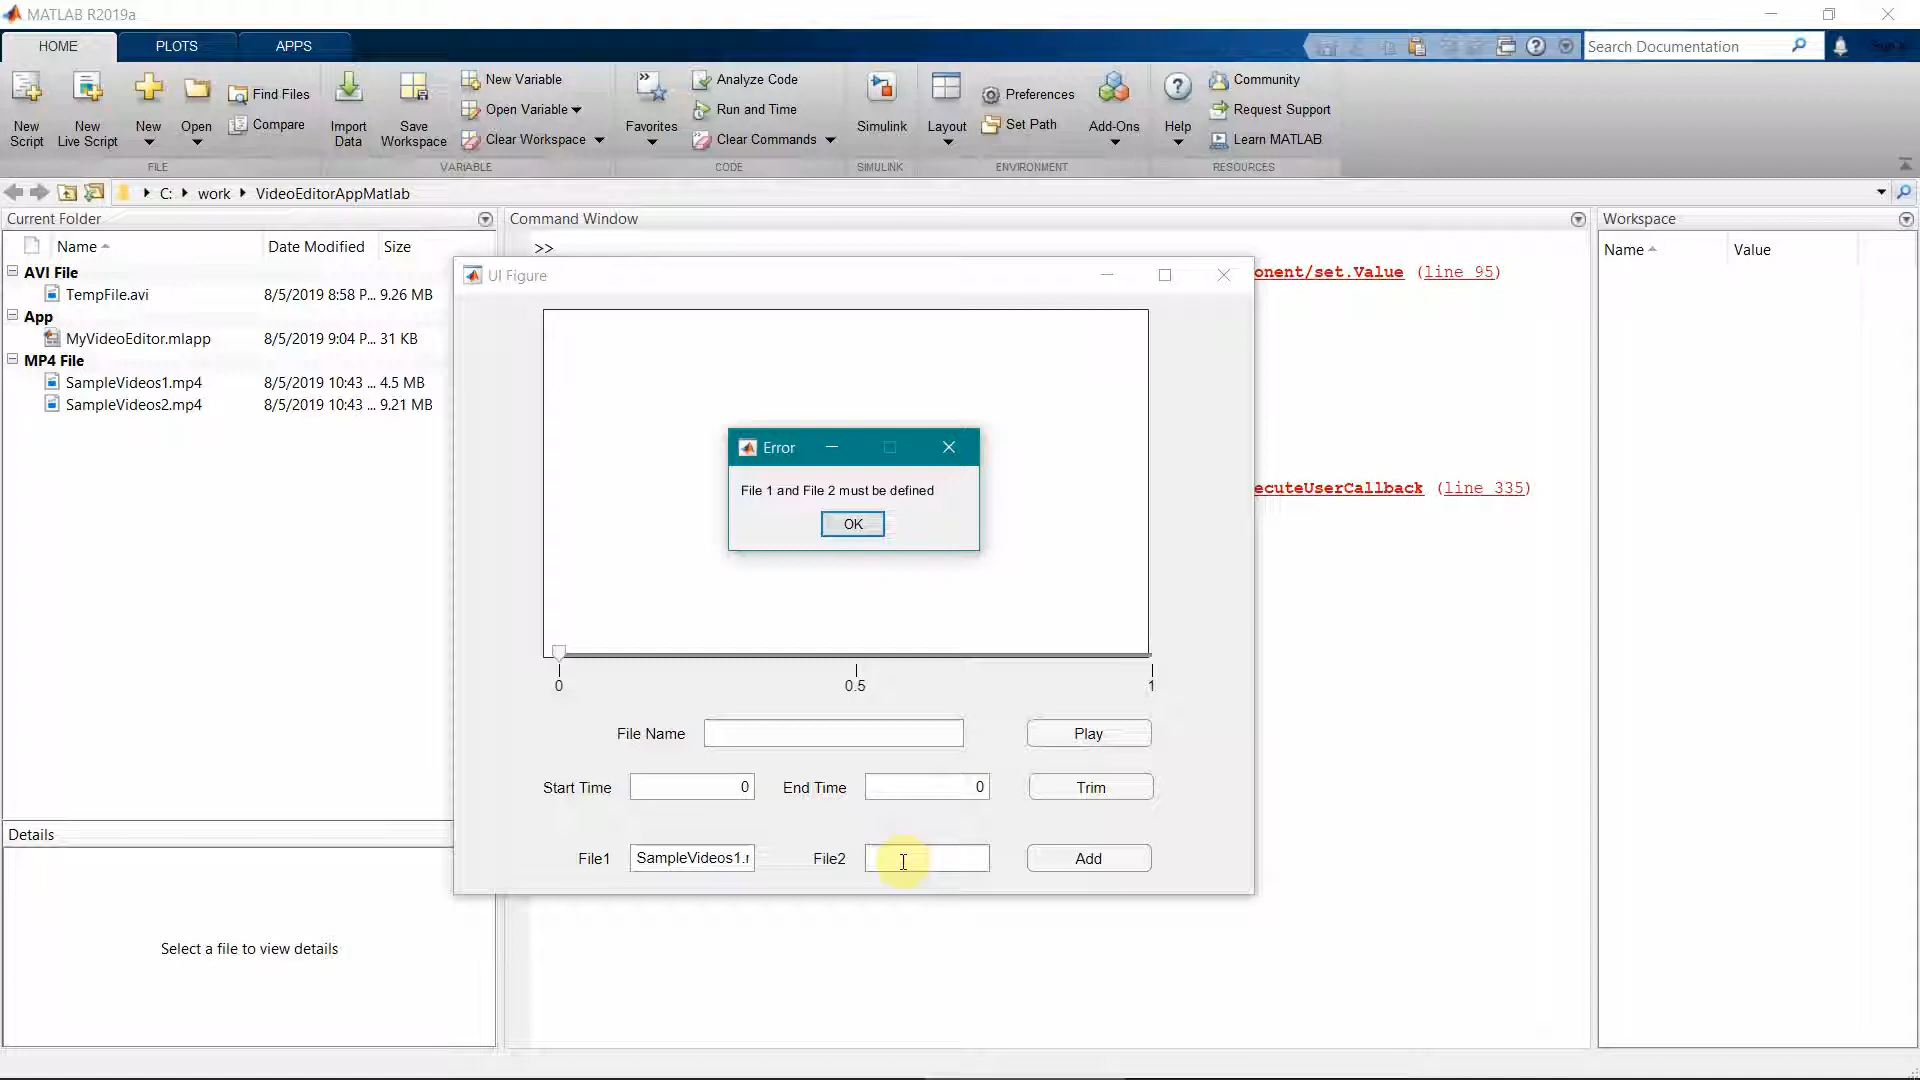 MATLAB R2019a
HOME PLOTS APPS
Search Documentation
New Script
New Live Script
New
Open
Find Files
Compare
Import Data
Save Workspace
New Variable
Open Variable
Clear Workspace
Favorites
Analyze Code
Run and Time
Clear Commands
Simulink
Layout
Preferences
Set Path
Add-Ons
Help
Community
Request Support
Learn MATLAB
FILE VARIABLE CODE SIMULINK ENVIRONMENT RESOURCES
C: work VideoEditorAppMatlab
Current Folder
Name Date Modified Size
AVI File
TempFile.avi 8/5/2019 8:58 P... 9.26 MB
App
MyVideoEditor.mlapp 8/5/2019 9:04 P... 31 KB
MP4 File
SampleVideos1.mp4 8/5/2019 10:43 ... 4.5 MB
SampleVideos2.mp4 8/5/2019 10:43 ... 9.21 MB
Details
Select a file to view details
Command Window
>>
onent/set.Value (line 95)
ecuteUserCallback (line 335)
Workspace
Name Value
UI Figure
Error
File 1 and File 2 must be defined
OK
0 0.5 1
File Name Play
Start Time 0 End Time 0 Trim
File1 SampleVideos1.r File2 Add